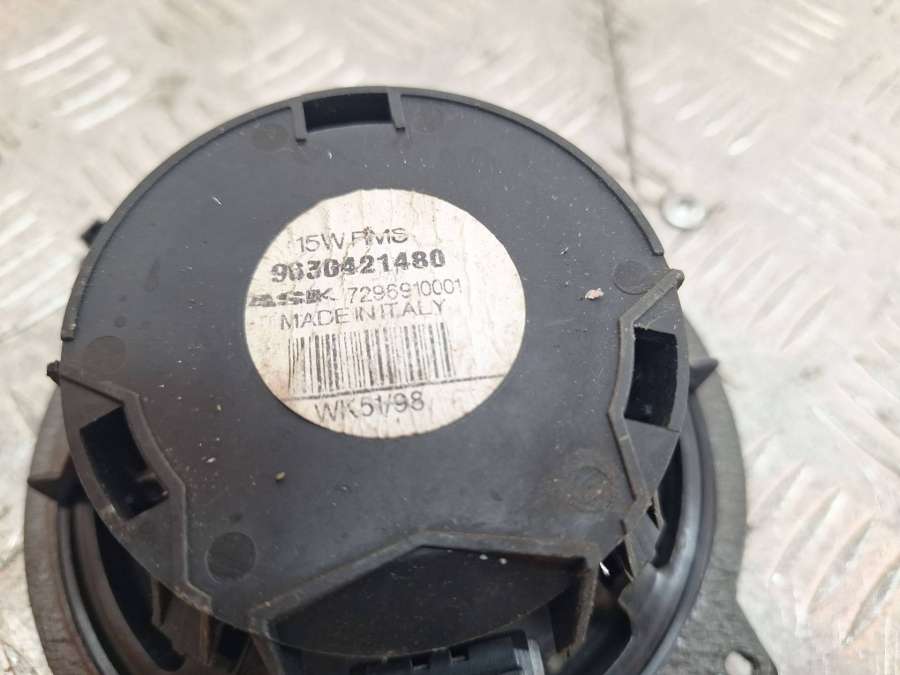 15W RMS
9630421480
ASK 7296910001
MADE IN ITALY
WK51/98